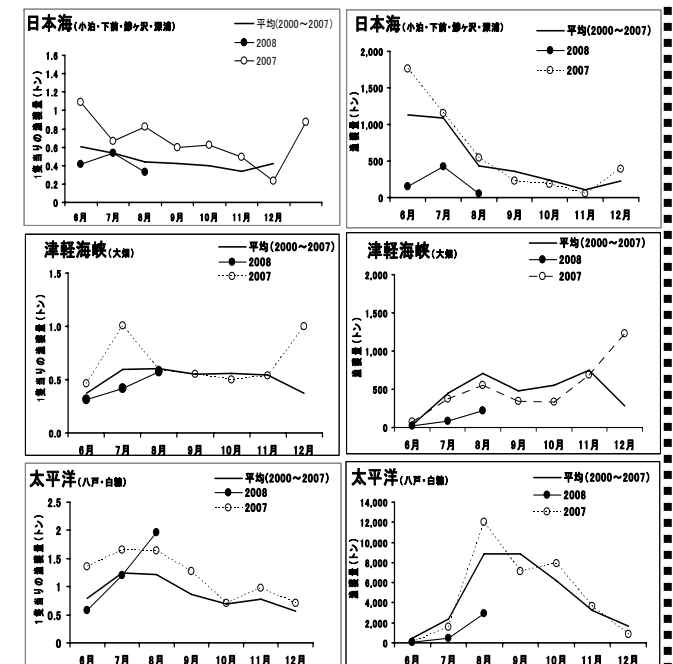 日本海(小泊・下前・鯵ヶ沢・深浦)
平均(2000～2007)
2008
2007
1隻当りの漁獲量(トン)
1.6
1.4
1.2
1
0.8
0.6
0.4
0.2
0
6月 7月 8月 9月 10月 11月 12月
日本海(小泊・下前・鯵ヶ沢・深浦)
平均(2000～2007)
2008
2007
漁獲量(トン)
2,000
1,500
1,000
500
0
6月 7月 8月 9月 10月 11月 12月
津軽海峡(大畑)
平均(2000～2007)
2008
2007
1隻当りの漁獲量(トン)
1.5
1.0
0.5
0.0
6月 7月 8月 9月 10月 11月 12月
津軽海峡(大畑)
平均(2000～2007)
2008
2007
漁獲量(トン)
2,000
1,500
1,000
500
0
6月 7月 8月 9月 10月 11月 12月
太平洋(八戸・白糠)
平均(2000～2007)
2008
2007
1隻当りの漁獲量(トン)
2.5
2
1.5
1
0.5
0
6月 7月 8月 9月 10月 11月 12月
太平洋(八戸・白糠)
平均(2000～2007)
2008
2007
漁獲量(トン)
14,000
12,000
10,000
8,000
6,000
4,000
2,000
0
6月 7月 8月 9月 10月 11月 12月